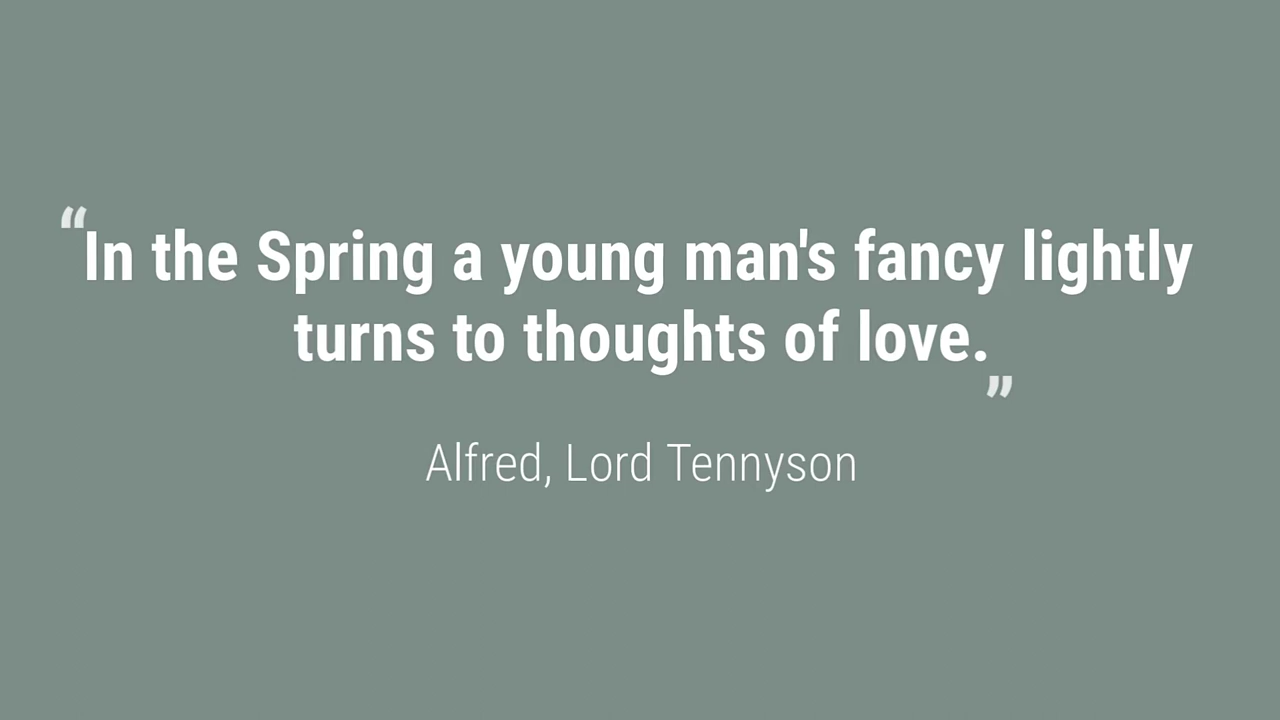 “In the Spring a young man's fancy lightly
turns to thoughts of love.”
Alfred, Lord Tennyson